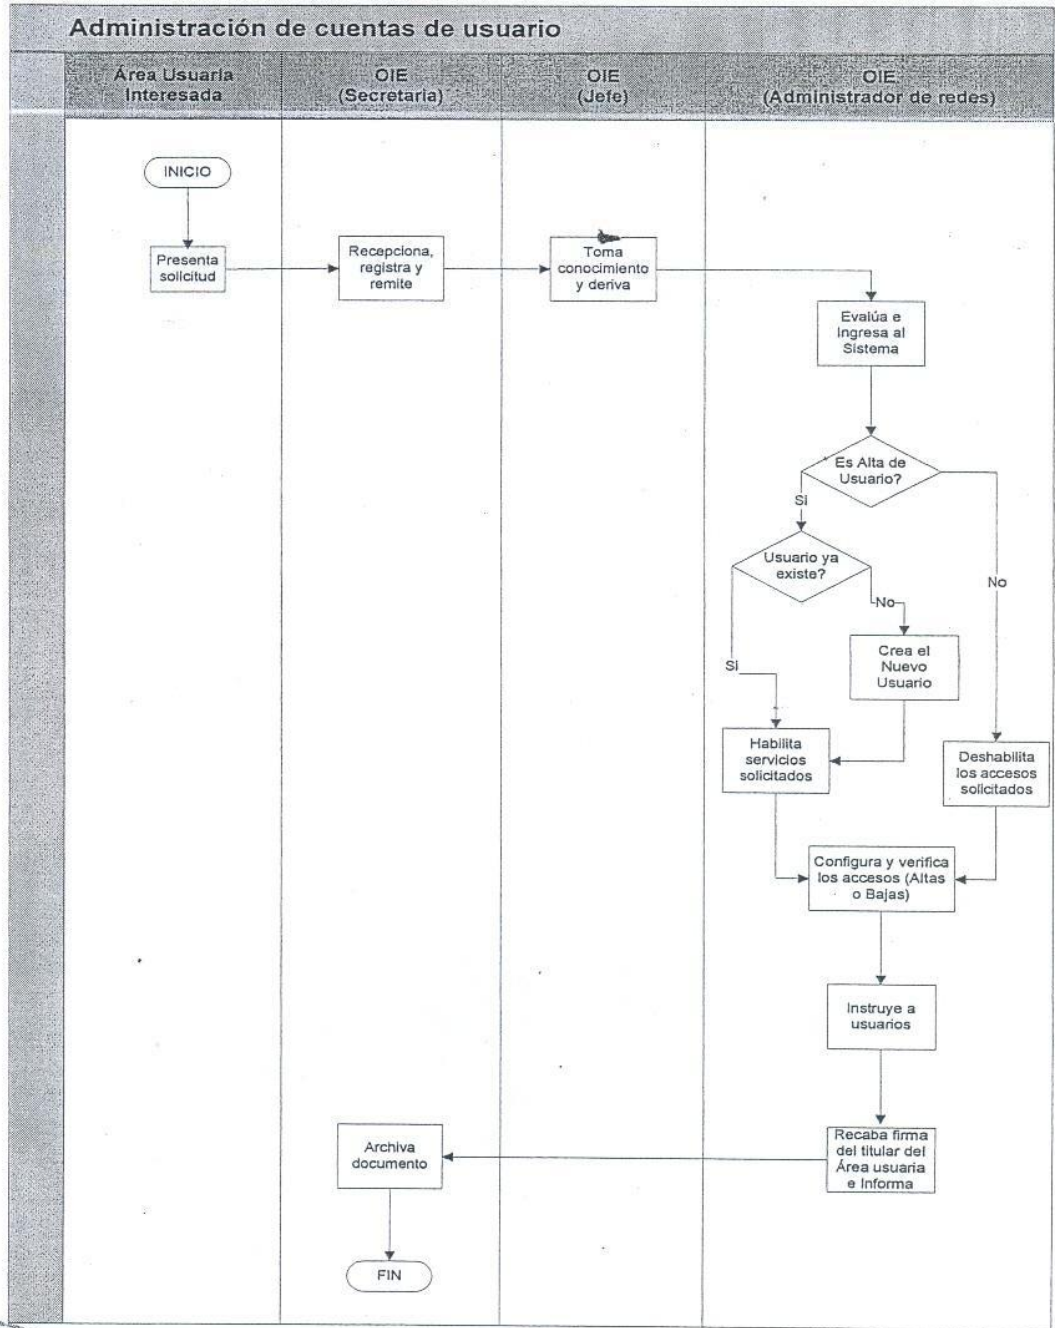 Administración de cuentas de usuario
Área Usuaria
Interesada
OIE
(Secretaria)
OIE
(Jefe)
OIE
(Administrador de redes)
INICIO
Presenta
solicitud
Recepciona,
registra y
remite
Toma
conocimiento
y deriva
Evalúa e
Ingresa al
Sistema
Es Alta de
Usuario?
Si
Usuario ya
existe?
No
No
Crea el
Nuevo
Usuario
Si
Habilita
servicios
solicitados
Deshabilita
los accesos
solicitados
Configura y verifica
los accesos (Altas
o Bajas)
Instruye a
usuarios
Recaba firma
del titular del
Área usuaria
e Informa
Archiva
documento
FIN